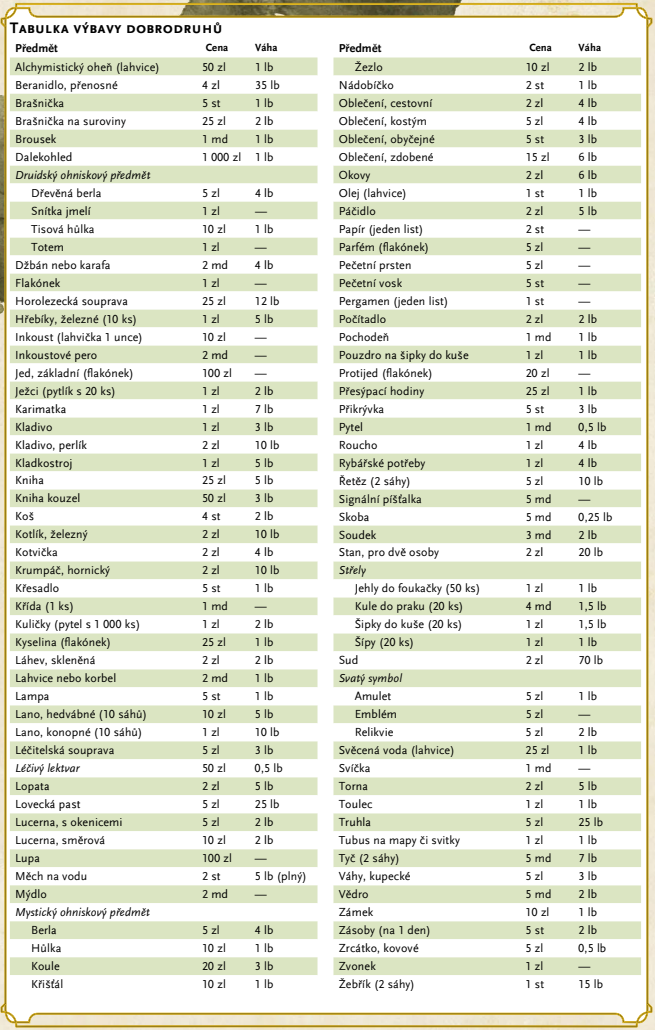 Tabulka výbavy dobrodruhů
Předmět Cena Váha
Alchymistický oheň (lahvice) 50 zl 1 lb
Beranidlo, přenosné 4 zl 35 lb
Brašnička 5 st 1 lb
Brašnička na suroviny 25 zl 2 lb
Brousek 1 md 1 lb
Dalekohled 1 000 zl 1 lb
Druidský ohniskový předmět
Dřevěná berla 5 zl 4 lb
Snítka jmelí 1 zl —
Tisová hůlka 10 zl 1 lb
Totem 1 zl —
Džbán nebo karafa 2 md 4 lb
Flakónek 1 zl —
Horolezecká souprava 25 zl 12 lb
Hřebíky, železné (10 ks) 1 zl 5 lb
Inkoust (lahvička 1 unce) 10 zl —
Inkoustové pero 2 md —
Jed, základní (flakónek) 100 zl —
Ježci (pytlík s 20 ks) 1 zl 2 lb
Karimatka 1 zl 7 lb
Kladivo 1 zl 3 lb
Kladivo, perlík 2 zl 10 lb
Kladkostroj 1 zl 5 lb
Kniha 25 zl 5 lb
Kniha kouzel 50 zl 3 lb
Koš 4 st 2 lb
Kotlík, železný 2 zl 10 lb
Kotvička 2 zl 4 lb
Krumpáč, hornický 2 zl 10 lb
Křesadlo 5 st 1 lb
Křída (1 ks) 1 md —
Kuličky (pytel s 1 000 ks) 1 zl 2 lb
Kyselina (flakónek) 25 zl 1 lb
Láhev, skleněná 2 zl 2 lb
Lahvice nebo korbel 2 md 1 lb
Lampa 5 st 1 lb
Lano, hedvábné (10 sáhů) 10 zl 5 lb
Lano, konopné (10 sáhů) 1 zl 10 lb
Léčitelská souprava 5 zl 3 lb
Léčivý lektvar 50 zl 0,5 lb
Lopata 2 zl 5 lb
Lovecká past 5 zl 25 lb
Lucerna, s okenicemi 5 zl 2 lb
Lucerna, směrová 10 zl 2 lb
Lupa 100 zl —
Měch na vodu 2 st 5 lb (plný)
Mýdlo 2 md —
Mystický ohniskový předmět
Berla 5 zl 4 lb
Hůlka 10 zl 1 lb
Koule 20 zl 3 lb
Křišťál 10 zl 1 lb
Předmět Cena Váha
Žezlo 10 zl 2 lb
Nádobíčko 2 st 1 lb
Oblečení, cestovní 2 zl 4 lb
Oblečení, kostým 5 zl 4 lb
Oblečení, obyčejné 5 st 3 lb
Oblečení, zdobené 15 zl 6 lb
Okovy 2 zl 6 lb
Olej (lahvice) 1 st 1 lb
Páčidlo 2 zl 5 lb
Papír (jeden list) 2 st —
Parfém (flakónek) 5 zl —
Pečetní prsten 5 zl —
Pečetní vosk 5 st —
Pergamen (jeden list) 1 st —
Počítadlo 2 zl 2 lb
Pochodeň 1 md 1 lb
Pouzdro na šipky do kuše 1 zl 1 lb
Protijed (flakónek) 20 zl —
Přesýpací hodiny 25 zl 1 lb
Přikrývka 5 st 3 lb
Pytel 1 md 0,5 lb
Roucho 1 zl 4 lb
Rybářské potřeby 1 zl 4 lb
Řetěz (2 sáhy) 5 zl 10 lb
Signální píšťalka 5 md —
Skoba 5 md 0,25 lb
Soudek 3 md 2 lb
Stan, pro dvě osoby 2 zl 20 lb
Střely
Jehly do foukačky (50 ks) 1 zl 1 lb
Kule do praku (20 ks) 4 md 1,5 lb
Šipky do kuše (20 ks) 1 zl 1,5 lb
Šípy (20 ks) 1 zl 1 lb
Sud 2 zl 70 lb
Svatý symbol
Amulet 5 zl 1 lb
Emblém 5 zl —
Relikvie 5 zl 2 lb
Svěcená voda (lahvice) 25 zl 1 lb
Svíčka 1 md —
Torna 2 zl 5 lb
Toulec 1 zl 1 lb
Truhla 5 zl 25 lb
Tubus na mapy či svitky 1 zl 1 lb
Tyč (2 sáhy) 5 md 7 lb
Váhy, kupecké 5 zl 3 lb
Vědro 5 md 2 lb
Zámek 10 zl 1 lb
Zásoby (na 1 den) 5 st 2 lb
Zrcátko, kovové 5 zl 0,5 lb
Zvonek 1 zl —
Žebřík (2 sáhy) 1 st 15 lb